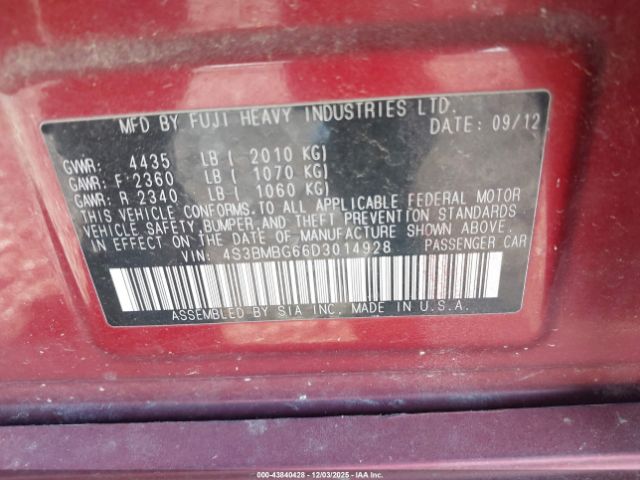 MFD BY FUJI HEAVY INDUSTRIES LTD.
DATE: 09/12
GVWR: 4435 LB ( 2010 KG)
GAWR: F 2360 LB ( 1070 KG)
GAWR: R 2340 LB ( 1060 KG)
THIS VEHICLE CONFORMS TO ALL APPLICABLE FEDERAL MOTOR
VEHICLE SAFETY, BUMPER, AND THEFT PREVENTION STANDARDS
IN EFFECT ON THE DATE OF MANUFACTURE SHOWN ABOVE.
VIN: 4S3BMBG66D3014928 PASSENGER CAR
ASSEMBLED BY SIA INC. MADE IN U.S.A.
000-43840428 - 12/03/2025 - IAA Inc.